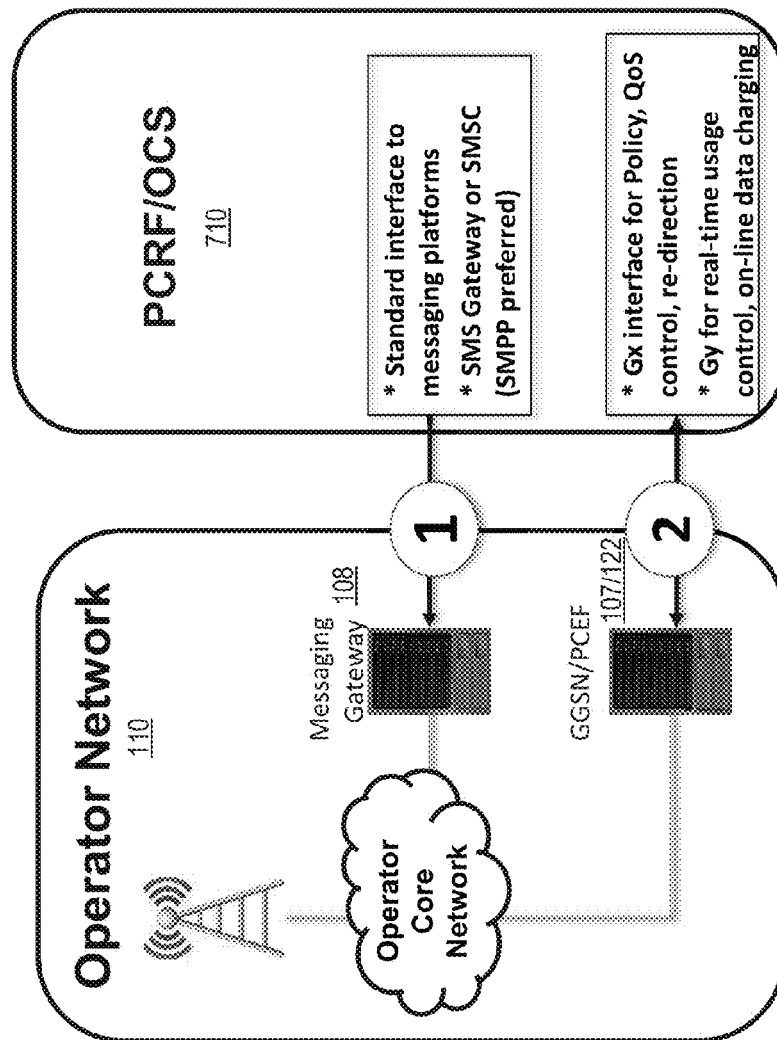 Operator Network
110
Operator
Core
Network
Messaging
Gateway
108
GGSN/PCEF
107/122
1
2
PCRF/OCS
710
* Standard interface to
messaging platforms
* SMS Gateway or SMSC
(SMPP preferred)
* Gx interface for Policy, QoS
control, re-direction
* Gy for real-time usage
control, on-line data charging